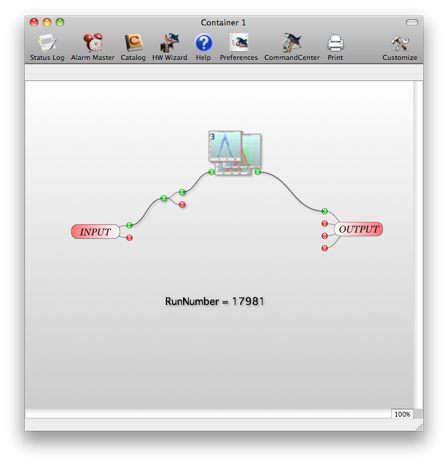 Container 1
Status Log Alarm Master Catalog HW Wizard Help Preferences CommandCenter Print Customize
3
INPUT
OUTPUT
RunNumber = 17981
100%